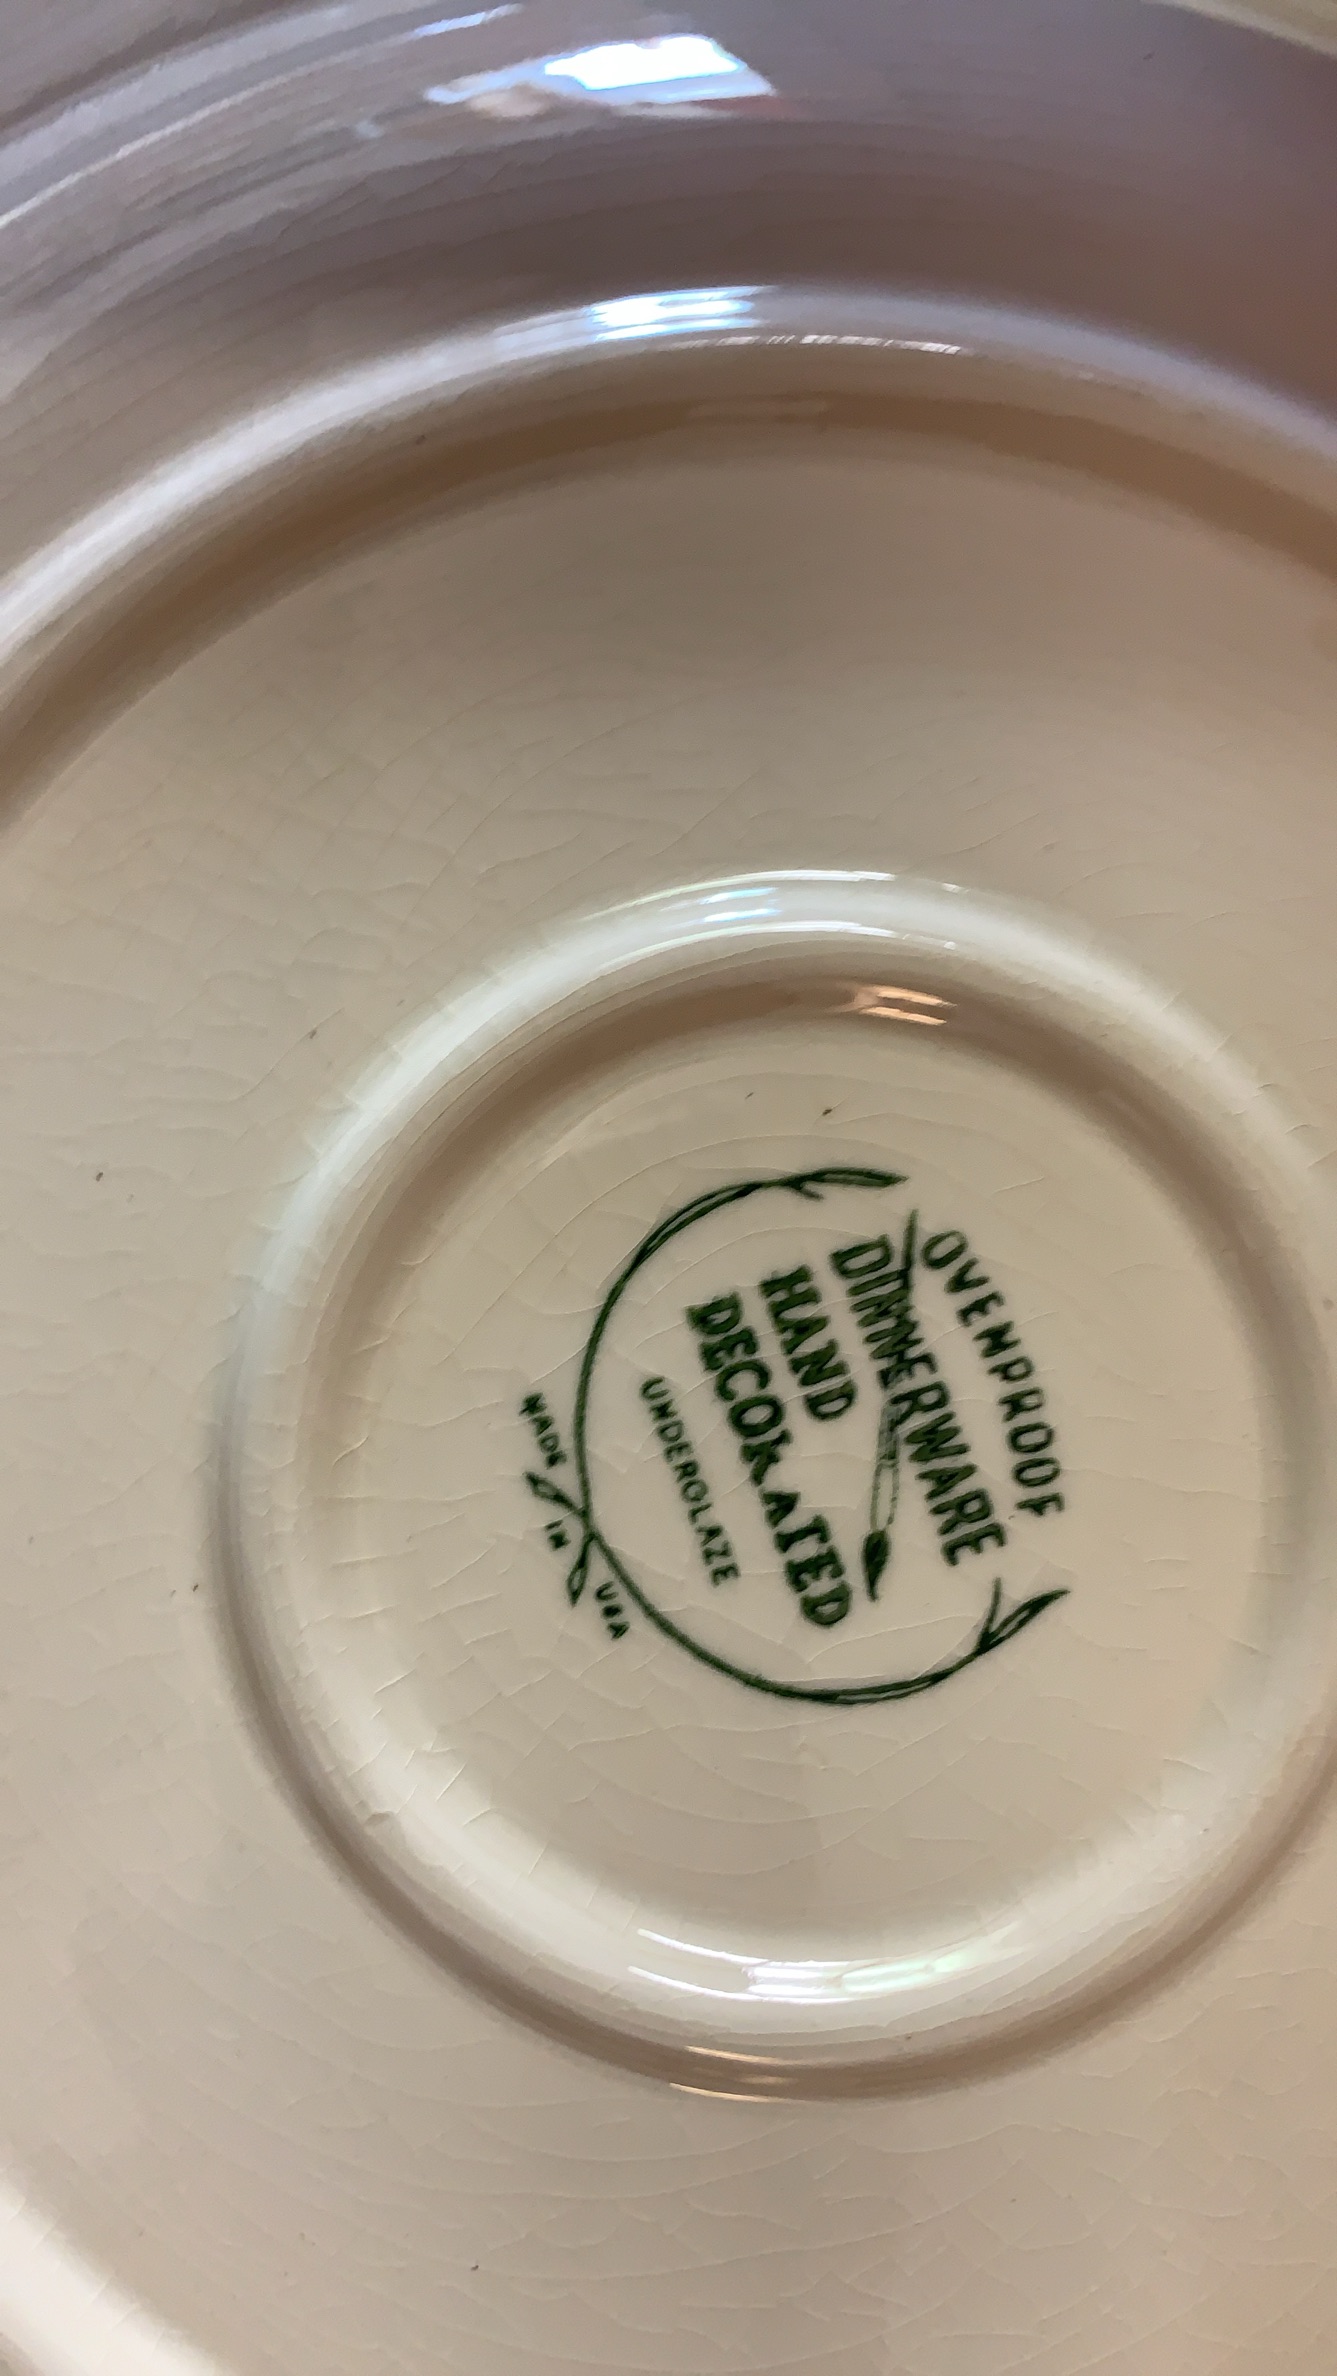 OVENPROOF
DINNERWARE
HAND
DECORATED
UNDERGLAZE
MADE IN USA